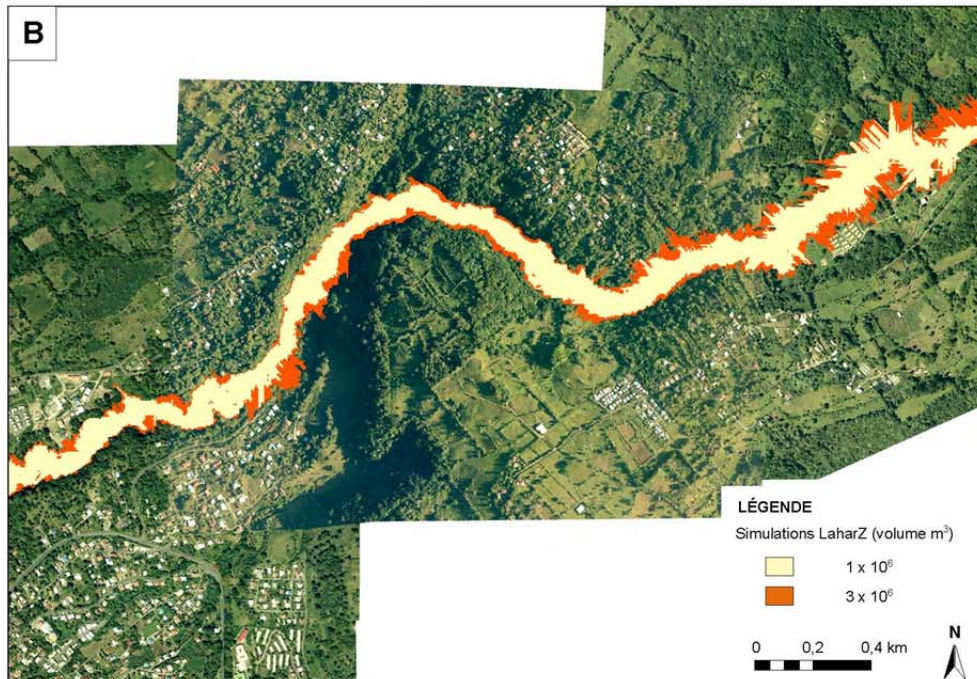 B
LÉGENDE
Simulations LaharZ (volume m³)
1 x 10⁶
3 x 10⁶
0 0,2 0,4 km
N